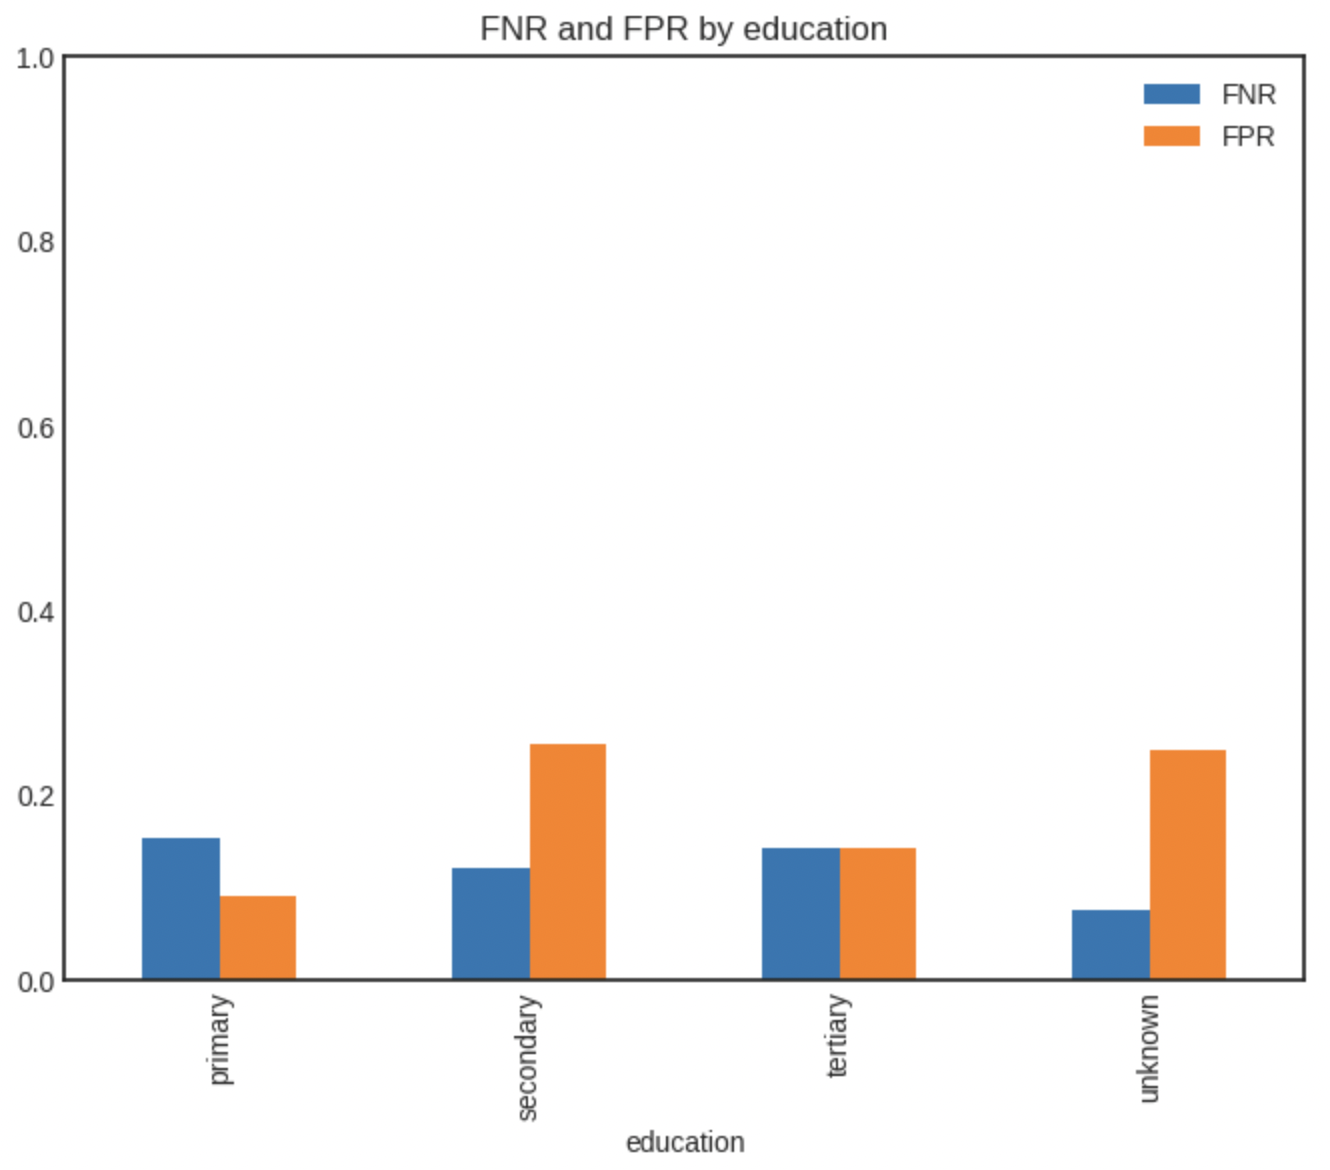 FNR and FPR by education
1.0
0.8
0.6
0.4
0.2
0.0
FNR
FPR
primary
secondary
tertiary
unknown
education